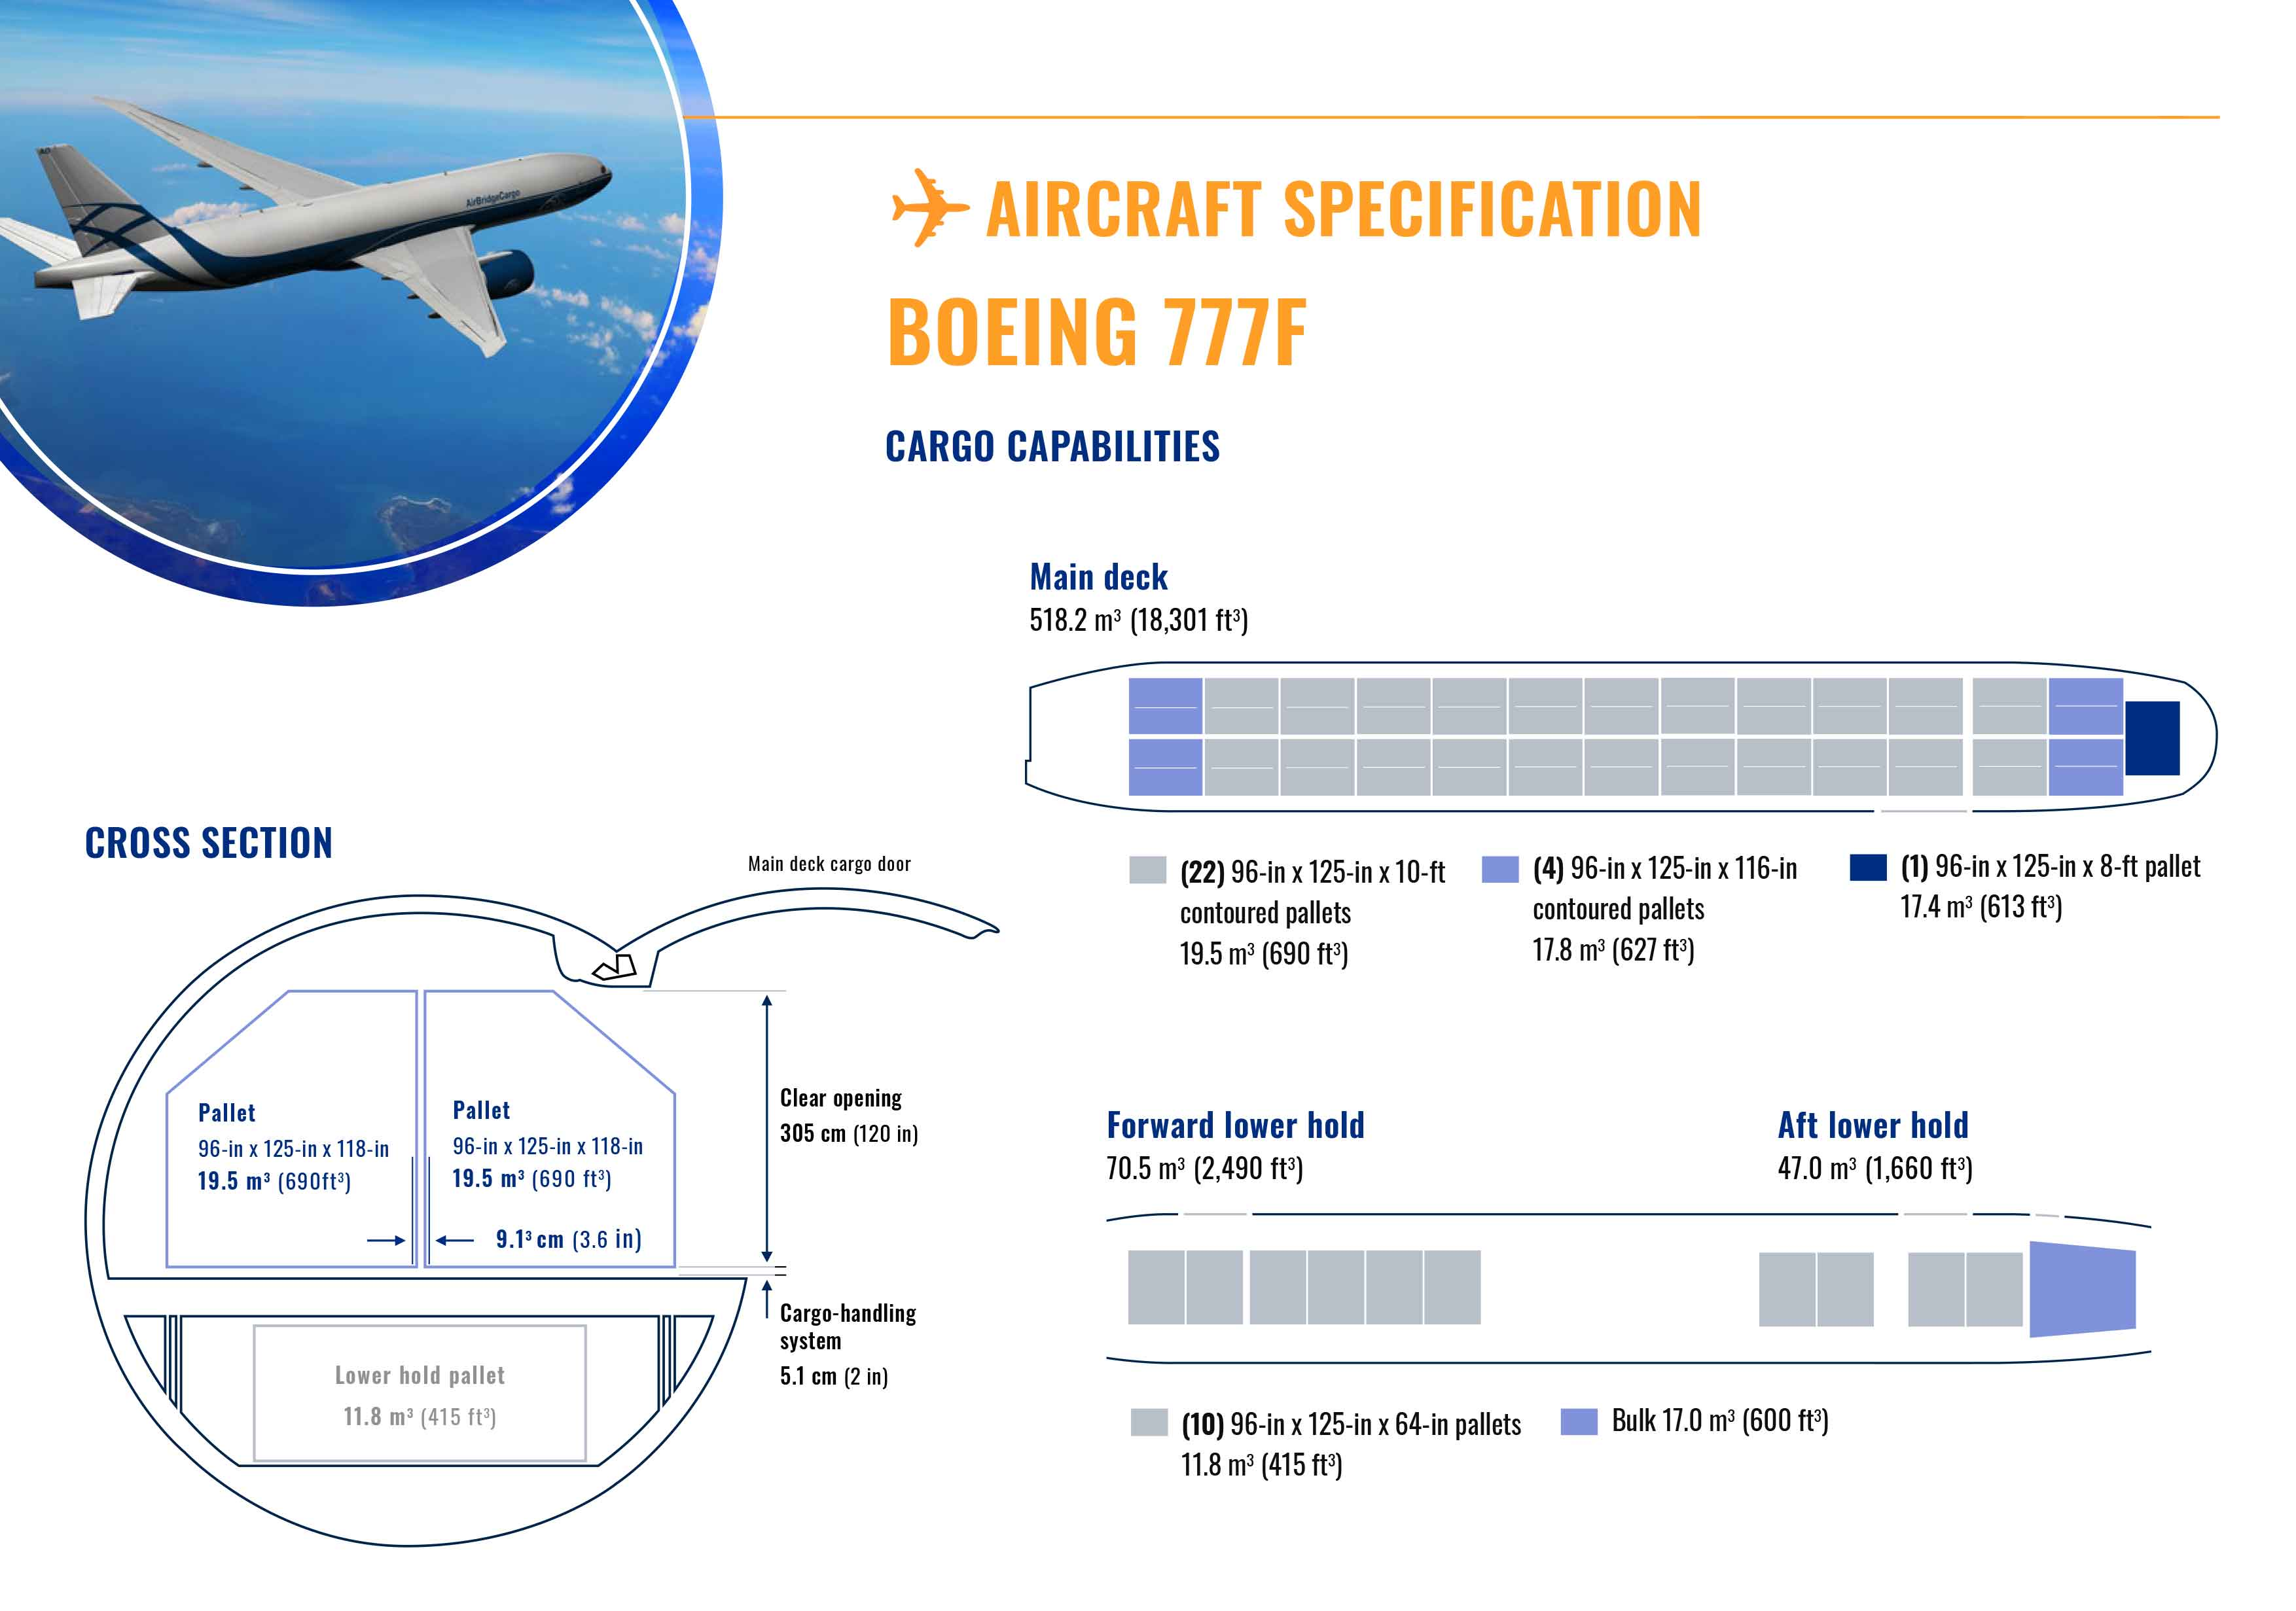 AirBridgeCargo
AIRCRAFT SPECIFICATION
BOEING 777F
CARGO CAPABILITIES
Main deck
518.2 m³ (18,301 ft³)
(22) 96-in x 125-in x 10-ft
contoured pallets
19.5 m³ (690 ft³)
(4) 96-in x 125-in x 116-in
contoured pallets
17.8 m³ (627 ft³)
(1) 96-in x 125-in x 8-ft pallet
17.4 m³ (613 ft³)
CROSS SECTION
Main deck cargo door
Pallet
96-in x 125-in x 118-in
19.5 m³ (690ft³)
Pallet
96-in x 125-in x 118-in
19.5 m³ (690 ft³)
9.1³ cm (3.6 in)
Clear opening
305 cm (120 in)
Cargo-handling
system
5.1 cm (2 in)
Lower hold pallet
11.8 m³ (415 ft³)
Forward lower hold
70.5 m³ (2,490 ft³)
Aft lower hold
47.0 m³ (1,660 ft³)
(10) 96-in x 125-in x 64-in pallets
11.8 m³ (415 ft³)
Bulk 17.0 m³ (600 ft³)